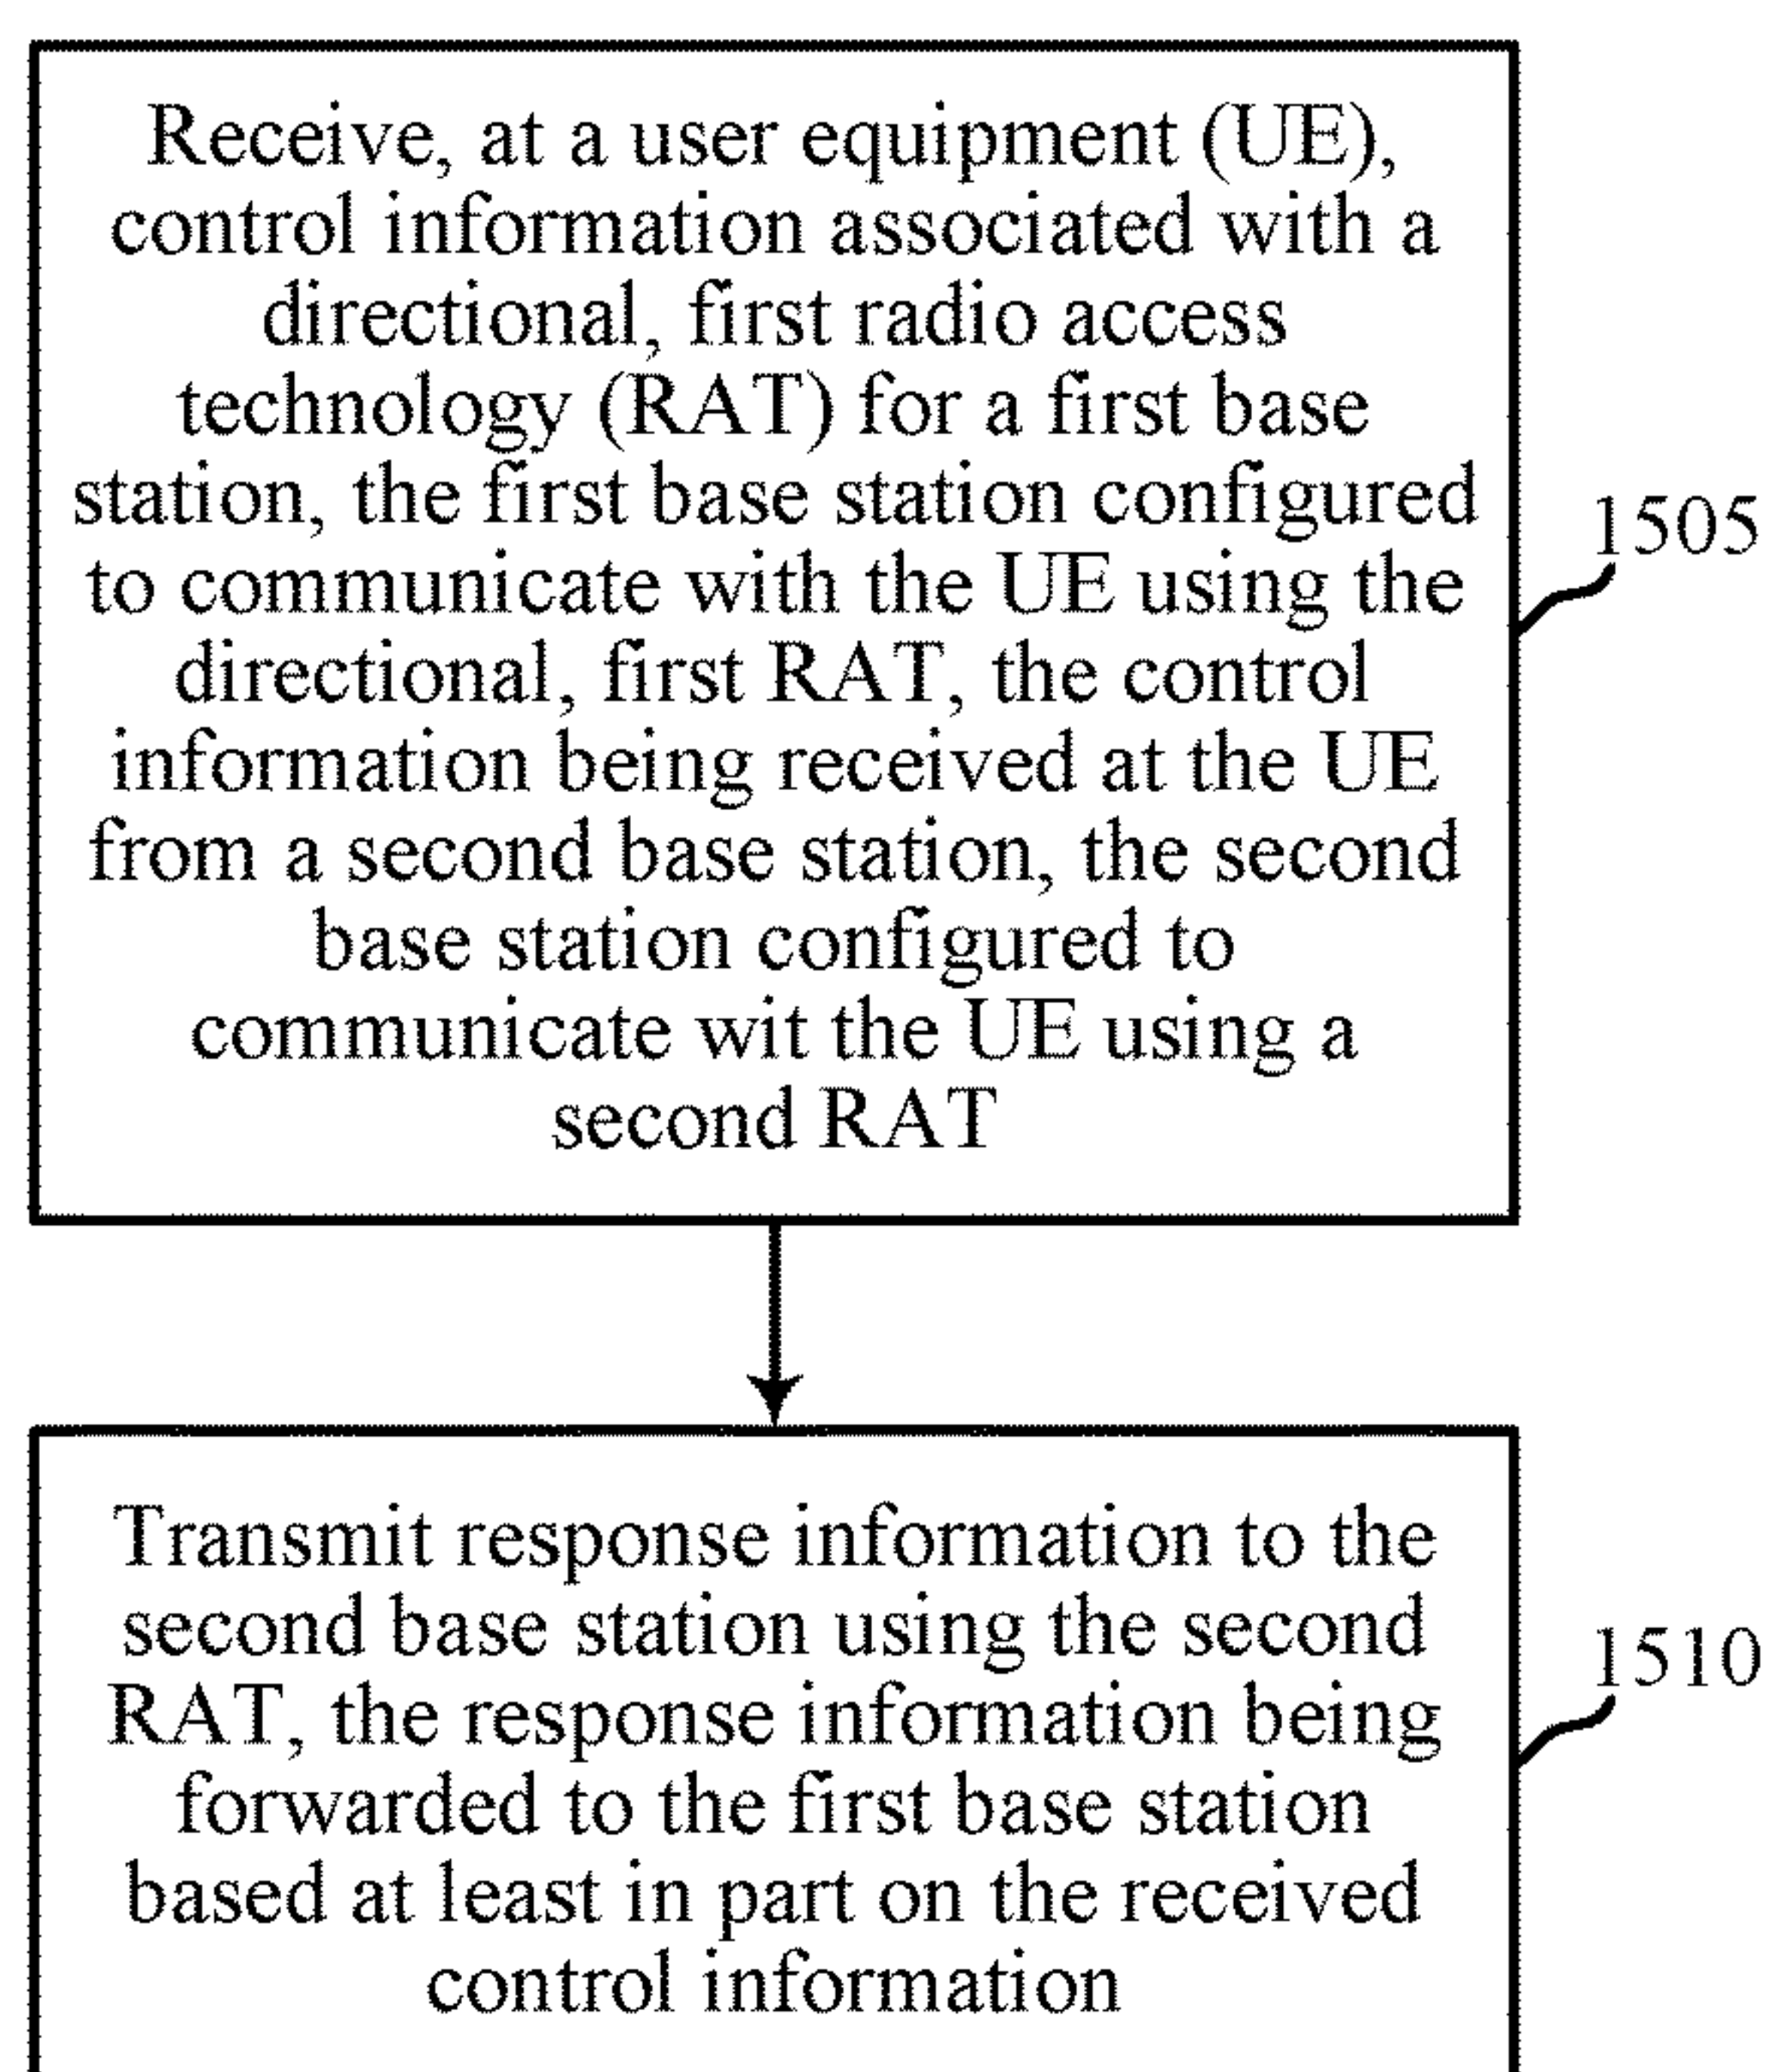 Receive, at a user equipment (UE),
control information associated with a
directional, first radio access
technology (RAT) for a first base
station, the first base station configured
to communicate with the UE using the
directional, first RAT, the control
information being received at the UE
from a second base station, the second
base station configured to
communicate wit the UE using a
second RAT
1505
Transmit response information to the
second base station using the second
RAT, the response information being
forwarded to the first base station
based at least in part on the received
control information
1510